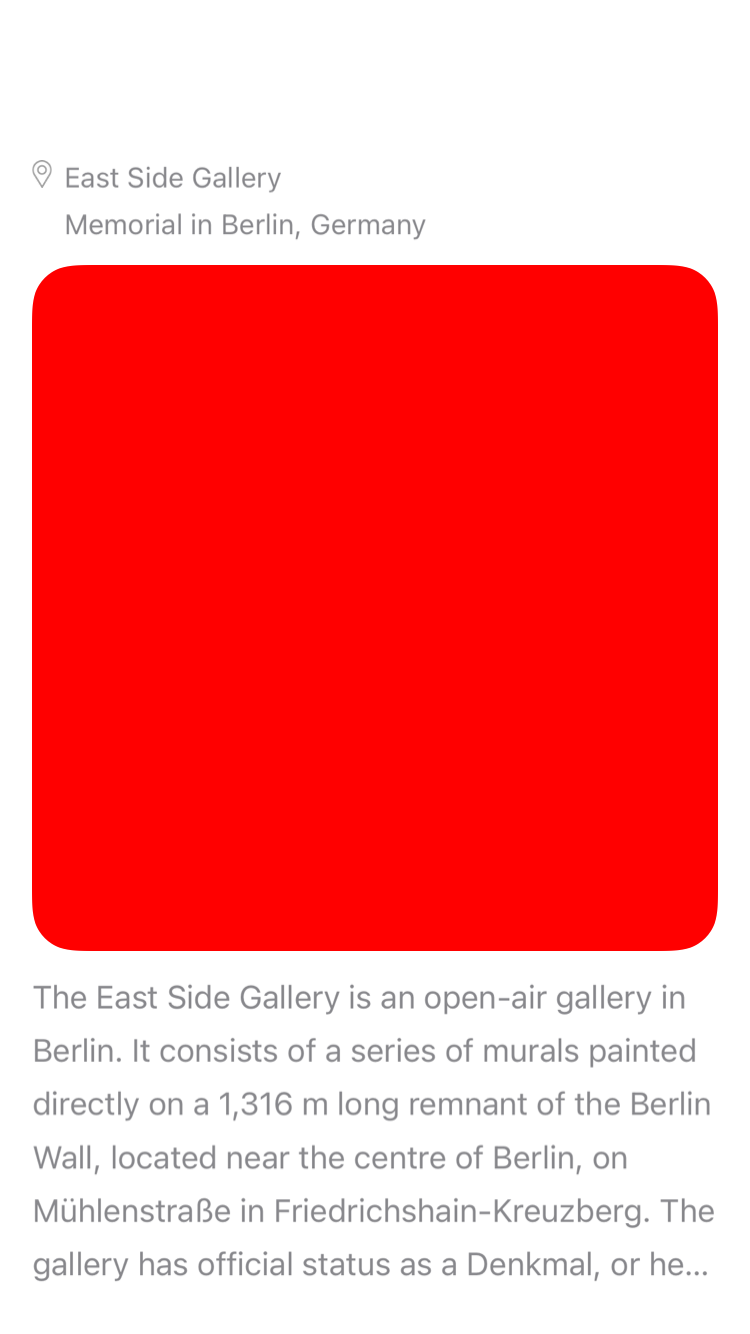 East Side Gallery
Memorial in Berlin, Germany
The East Side Gallery is an open-air gallery in
Berlin. It consists of a series of murals painted
directly on a 1,316 m long remnant of the Berlin
Wall, located near the centre of Berlin, on
Mühlenstraße in Friedrichshain-Kreuzberg. The
gallery has official status as a Denkmal, or he...